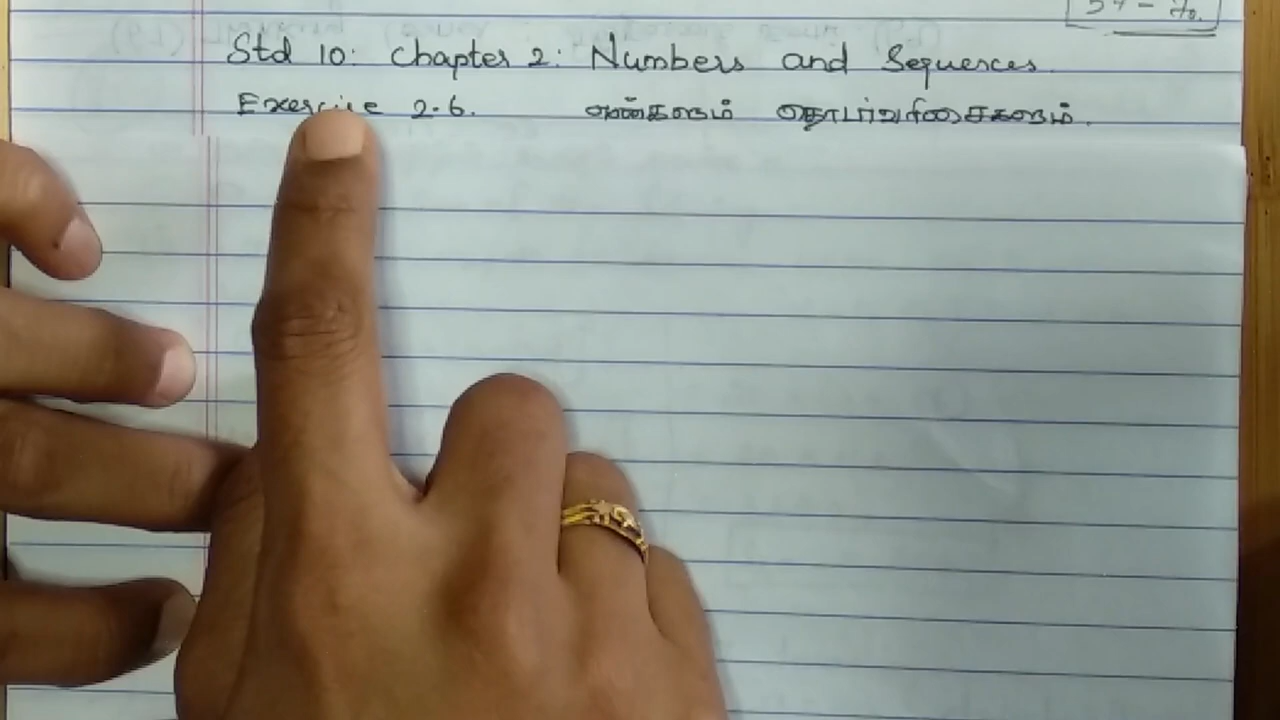 Std 10: Chapter 2: Numbers and Sequences.
Exercise 2.6. எண்களும் தொடர்வரிசைகளும்.